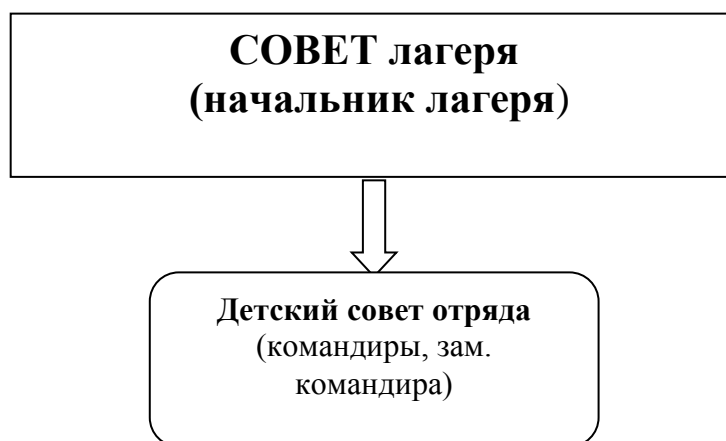 СОВЕТ лагеря
(начальник лагеря)
Детский совет отряда
(командиры, зам.
командира)